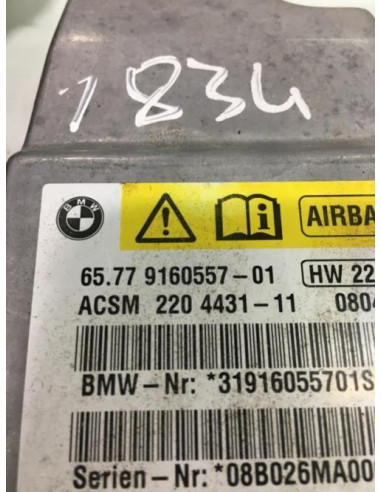 1834
BMW
AIRBA
65.77 9160557-01 HW 22
ACSM 220 4431-11 0804
BMW-Nr: *31916055701S
Serien-Nr: *08B026MA00